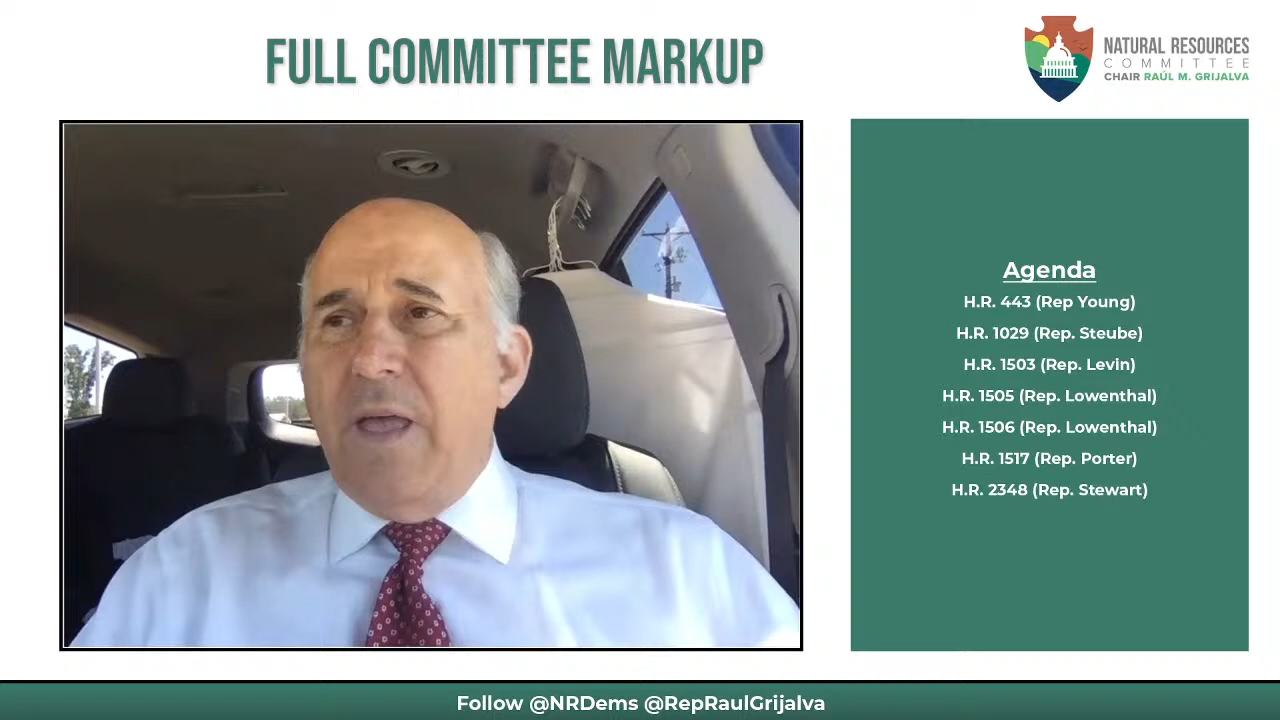 FULL COMMITTEE MARKUP
NATURAL RESOURCES
COMMITTEE
CHAIR RAÚL M. GRIJALVA
Agenda
H.R. 443 (Rep Young)
H.R. 1029 (Rep. Steube)
H.R. 1503 (Rep. Levin)
H.R. 1505 (Rep. Lowenthal)
H.R. 1506 (Rep. Lowenthal)
H.R. 1517 (Rep. Porter)
H.R. 2348 (Rep. Stewart)
Follow @NRDems @RepRaulGrijalva